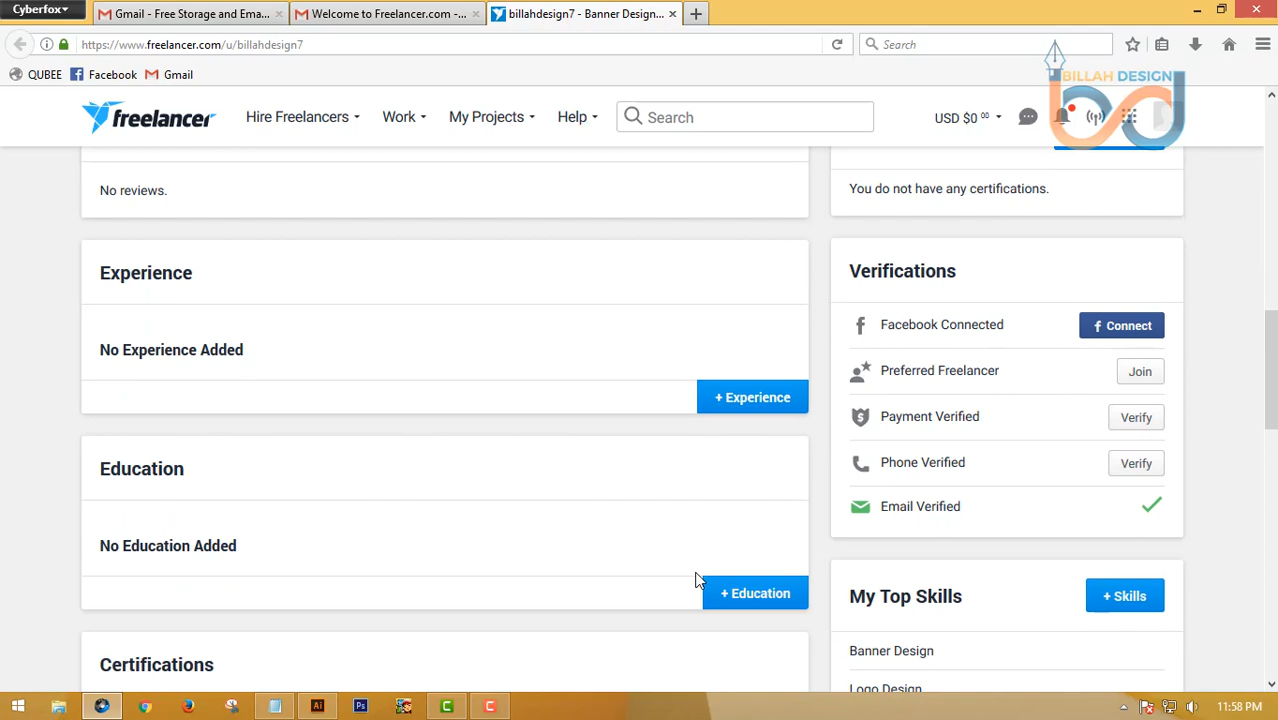 Cyberfox
Gmail - Free Storage and Ema...
Welcome to Freelancer.com - ...
billahdesign7 - Banner Design...
https://www.freelancer.com/u/billahdesign7
Search
QUBEE
Facebook
Gmail
BILLAH DESIGN
freelancer
Hire Freelancers
Work
My Projects
Help
Search
USD $0 00
No reviews.
You do not have any certifications.
Experience
No Experience Added
+ Experience
Education
No Education Added
+ Education
Certifications
Verifications
Facebook Connected
f Connect
Preferred Freelancer
Join
Payment Verified
Verify
Phone Verified
Verify
Email Verified
My Top Skills
+ Skills
Banner Design
Logo Design
Ai
Ps
11:58 PM